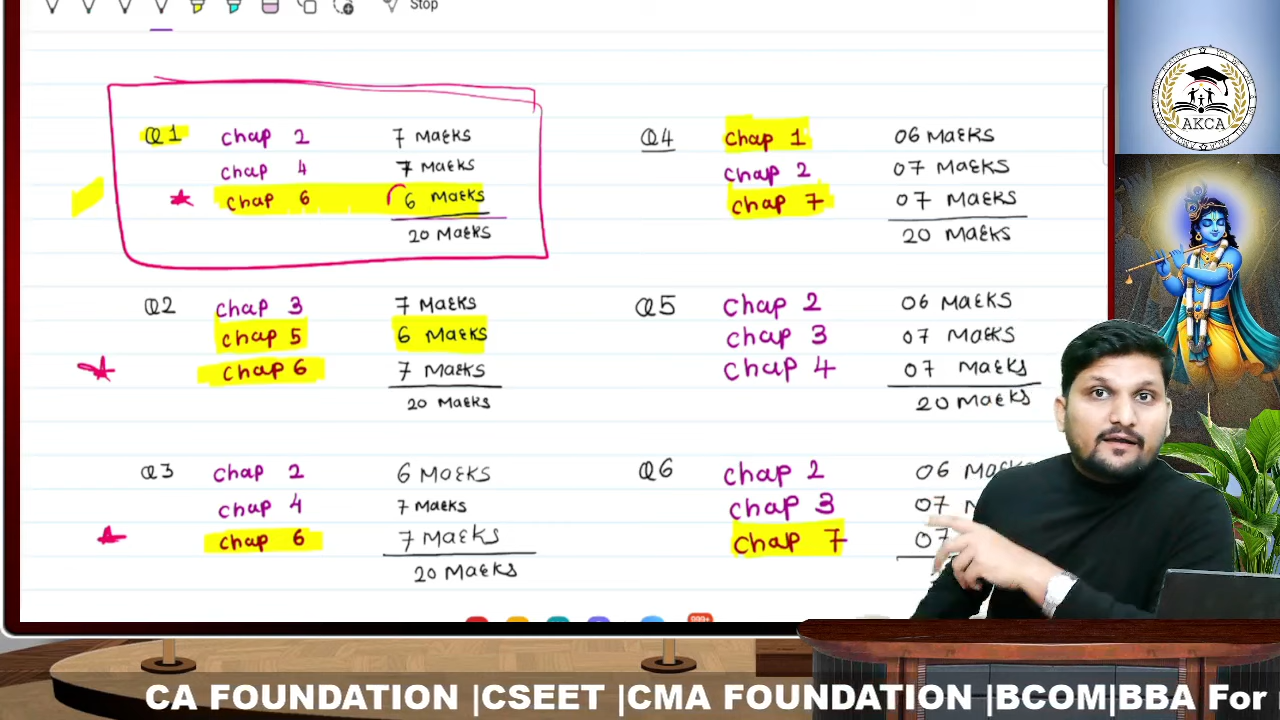 Stop
Q1 Chap 2 7 Marks
Chap 4 7 Marks
Chap 6 6 Marks
20 Marks
Q2 Chap 3 7 Marks
Chap 5 6 Marks
Chap 6 7 Marks
20 Marks
Q3 Chap 2 6 Marks
Chap 4 7 Marks
Chap 6 7 Marks
20 Marks
Q4 Chap 1 06 Marks
Chap 2 07 Marks
Chap 7 07 Marks
20 Marks
Q5 Chap 2 06 Marks
Chap 3 07 Marks
Chap 4 07 Marks
20 Marks
Q6 Chap 2 06
Chap 3 07
Chap 7 07
999+
AKCA
CA FOUNDATION |CSEET |CMA FOUNDATION |BCOM|BBA For